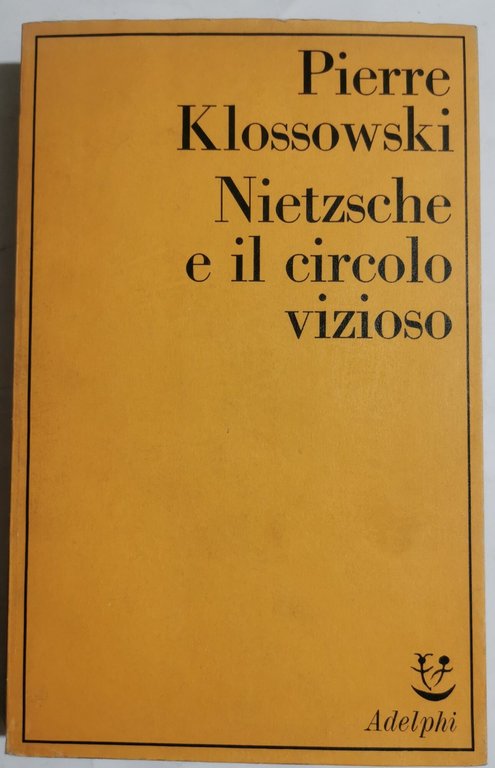 Pierre
Klossowski
Nietzsche
e il circolo
vizioso
Adelphi